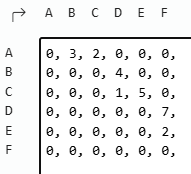 A B C D E F
A 0, 3, 2, 0, 0, 0,
B 0, 0, 0, 4, 0, 0,
C 0, 0, 0, 1, 5, 0,
D 0, 0, 0, 0, 0, 7,
E 0, 0, 0, 0, 0, 2,
F 0, 0, 0, 0, 0, 0,